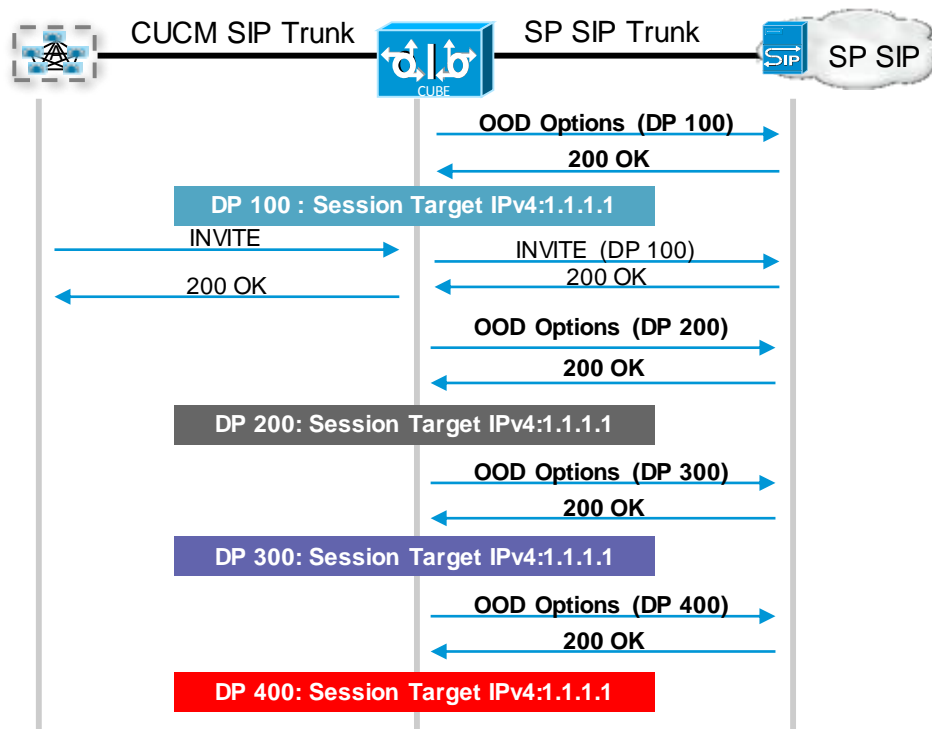 CUCM SIP Trunk
SP SIP Trunk
CUBE
SIP
SP SIP
OOD Options (DP 100)
200 OK
DP 100 : Session Target IPv4:1.1.1.1
INVITE
INVITE (DP 100)
200 OK
200 OK
OOD Options (DP 200)
200 OK
DP 200: Session Target IPv4:1.1.1.1
OOD Options (DP 300)
200 OK
DP 300: Session Target IPv4:1.1.1.1
OOD Options (DP 400)
200 OK
DP 400: Session Target IPv4:1.1.1.1